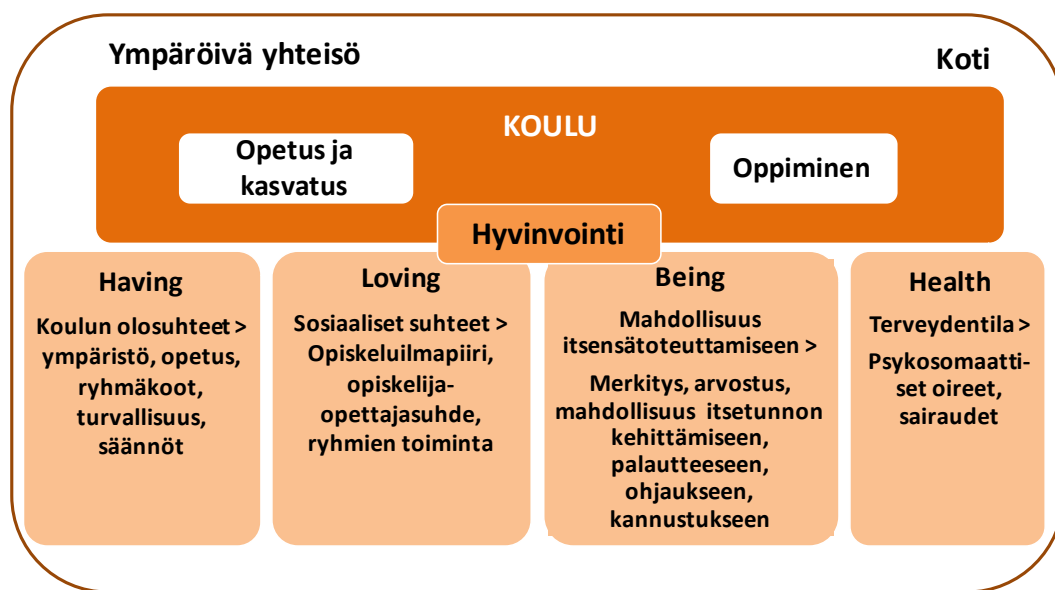 Ympäröivä yhteisö
Koti
KOULU
Opetus ja
kasvatus
Oppiminen
Hyvinvointi
Having
Koulun olosuhteet >
ympäristö, opetus,
ryhmäkoot,
turvallisuus,
säännöt
Loving
Sosiaaliset suhteet >
Opiskeluilmapiiri,
opiskelija-
opettajasuhde,
ryhmien toiminta
Being
Mahdollisuus
itsensätoteuttamiseen >
Merkitys, arvostus,
mahdollisuus itsetunnon
kehittämiseen,
palautteeseen,
ohjaukseen,
kannustukseen
Health
Terveydentila >
Psykosomaatti-
set oireet,
sairaudet